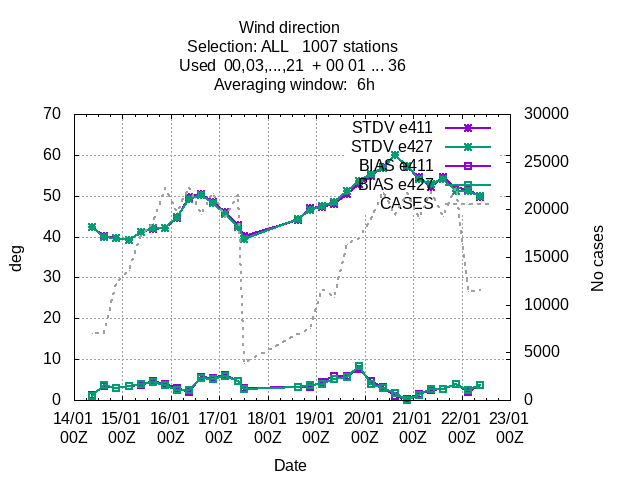 Wind direction
Selection: ALL   1007 stations
Used  00,03,...,21  + 00 01 ... 36
Averaging window:  6h
70
60
50
40
30
20
10
0
30000
25000
20000
15000
10000
5000
0
STDV e411
STDV e427
BIAS e411
BIAS e427
CASES
deg
No cases
14/01 15/01 16/01 17/01 18/01 19/01 20/01 21/01 22/01 23/01
00Z 00Z 00Z 00Z 00Z 00Z 00Z 00Z 00Z 00Z
Date